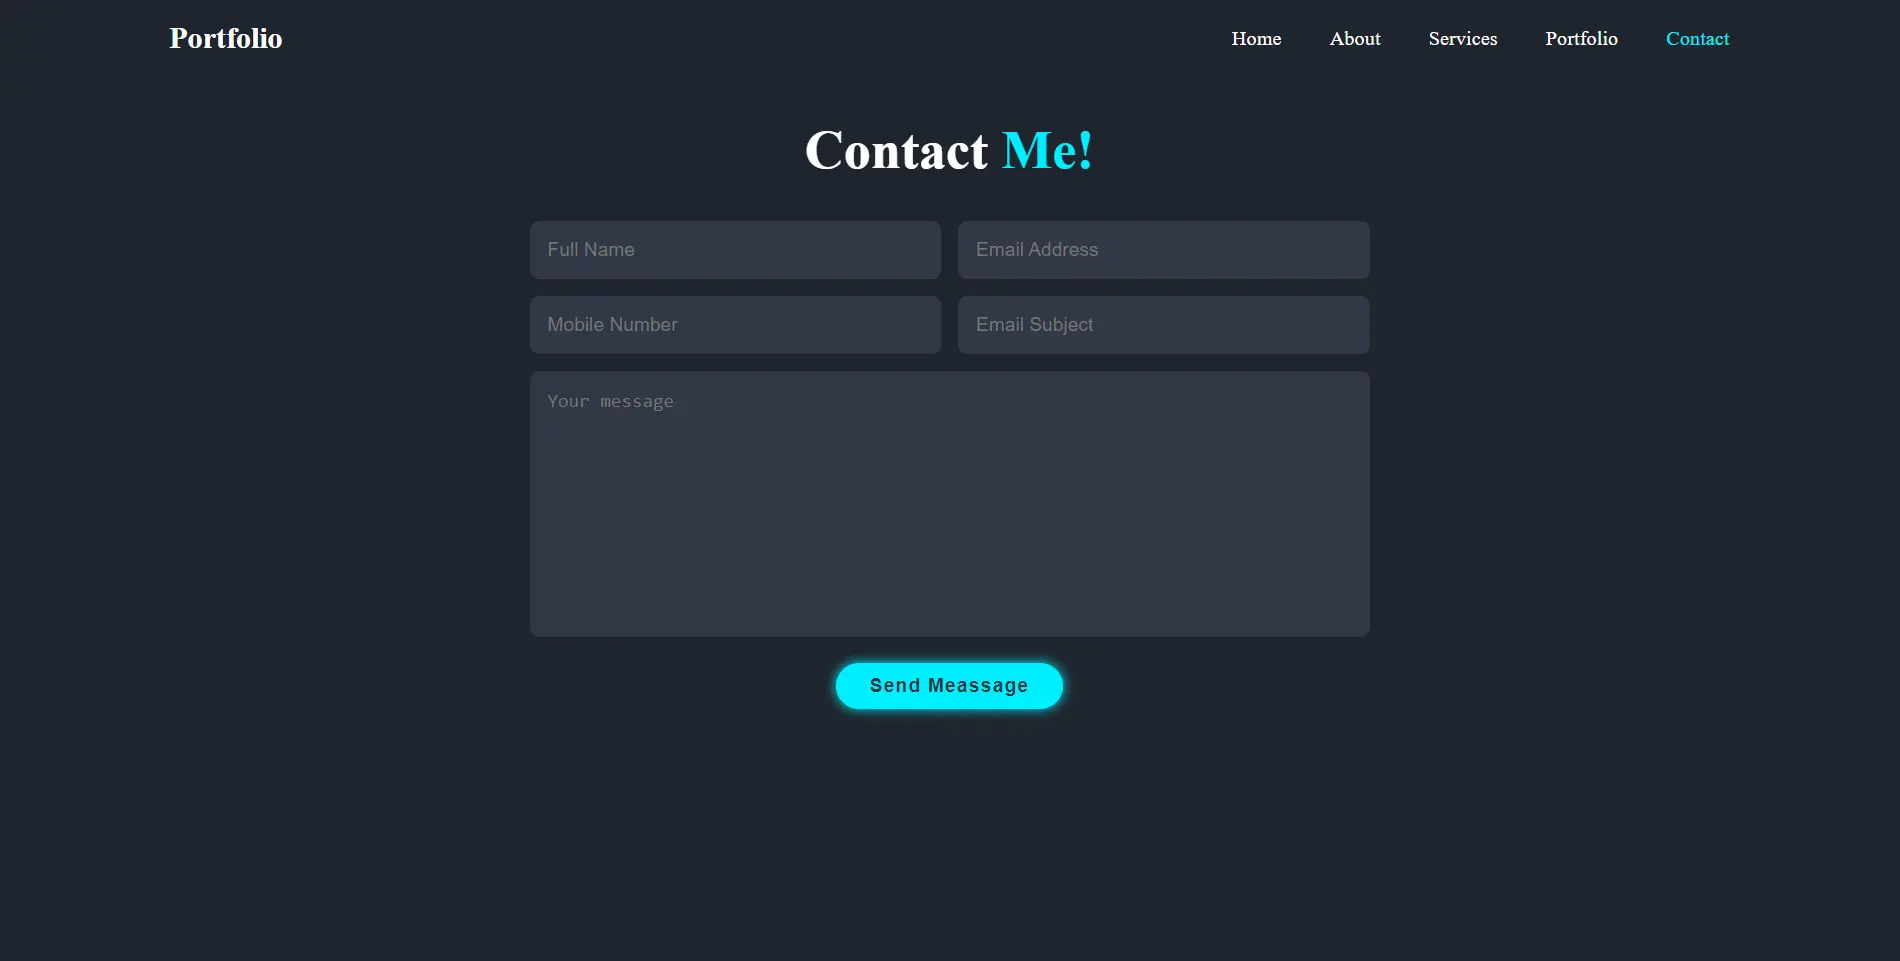 Portfolio Home About Services Portfolio Contact
Contact Me!
Full Name Email Address
Mobile Number Email Subject
Your message
Send Meassage